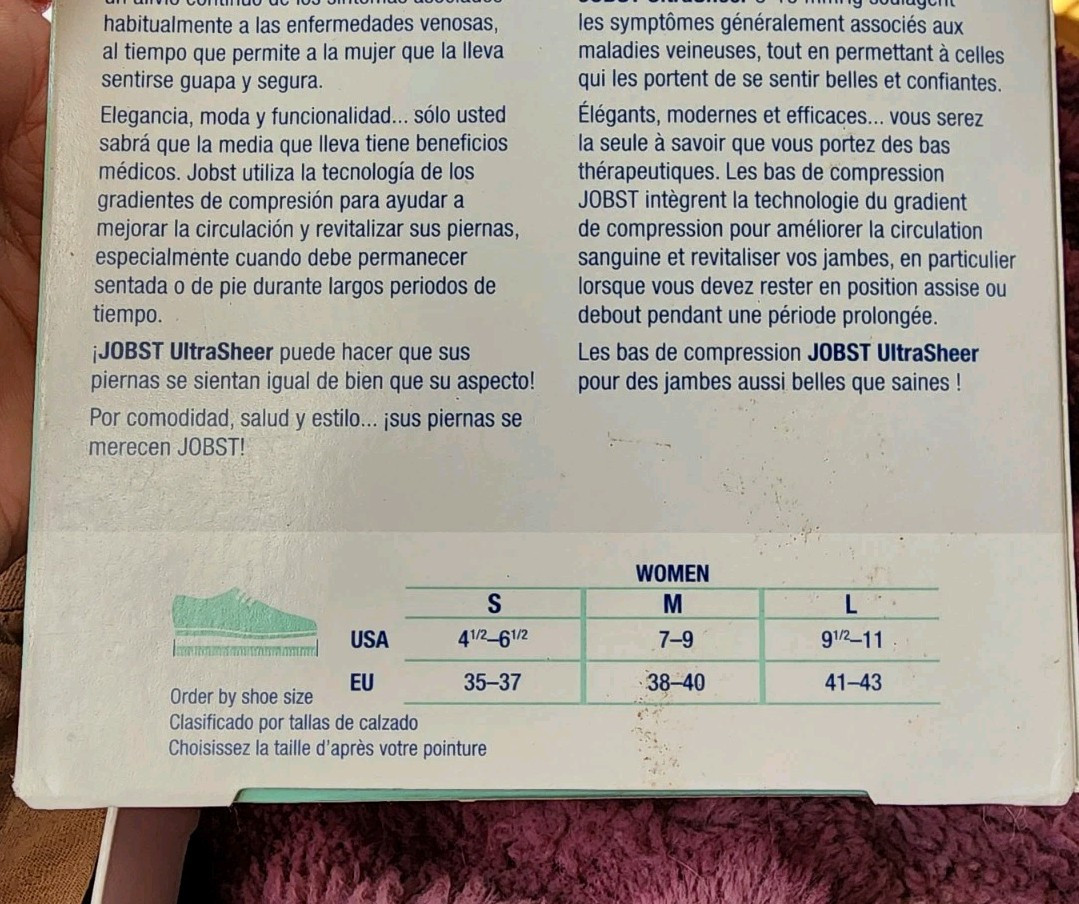 habitualmente a las enfermedades venosas,
al tiempo que permite a la mujer que la lleva
sentirse guapa y segura.
Elegancia, moda y funcionalidad... sólo usted
sabrá que la media que lleva tiene beneficios
médicos. Jobst utiliza la tecnología de los
gradientes de compresión para ayudar a
mejorar la circulación y revitalizar sus piernas,
especialmente cuando debe permanecer
sentada o de pie durante largos periodos de
tiempo.
¡JOBST UltraSheer puede hacer que sus
piernas se sientan igual de bien que su aspecto!
Por comodidad, salud y estilo... ¡sus piernas se
merecen JOBST!
les symptômes généralement associés aux
maladies veineuses, tout en permettant à celles
qui les portent de se sentir belles et confiantes.
Élégants, modernes et efficaces... vous serez
la seule à savoir que vous portez des bas
thérapeutiques. Les bas de compression
JOBST intègrent la technologie du gradient
de compression pour améliorer la circulation
sanguine et revitaliser vos jambes, en particulier
lorsque vous devez rester en position assise ou
debout pendant une période prolongée.
Les bas de compression JOBST UltraSheer
pour des jambes aussi belles que saines !
WOMEN
S M L
USA 4 1/2–6 1/2 7–9 9 1/2–11
EU 35–37 38–40 41–43
Order by shoe size
Clasificado por tallas de calzado
Choisissez la taille d'après votre pointure